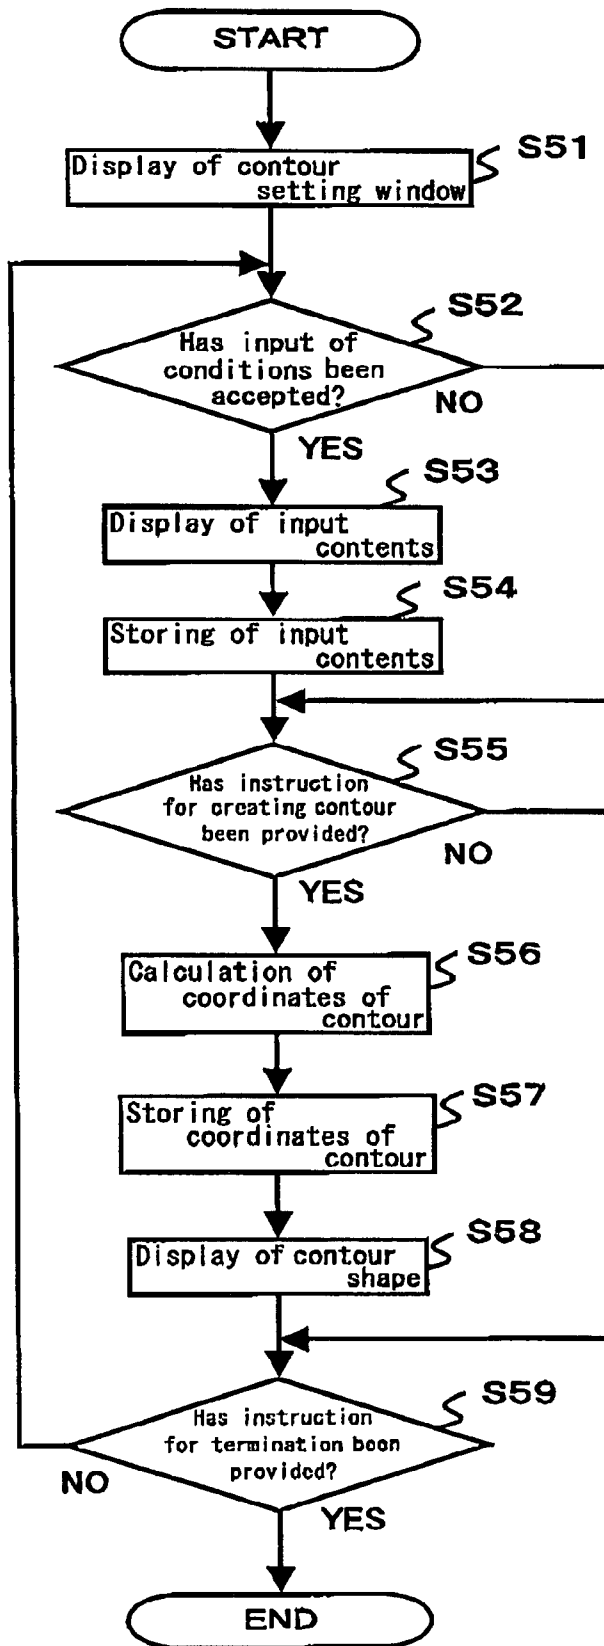 START
S51
Display of contour
setting window
S52
Has input of
conditions been
accepted?
NO
YES
S53
Display of input
contents
S54
Storing of input
contents
S55
Has instruction
for creating contour
been provided?
NO
YES
S56
Calculation of
coordinates of
contour
S57
Storing of
coordinates of
contour
S58
Display of contour
shape
S59
Has instruction
for termination been
provided?
NO
YES
END